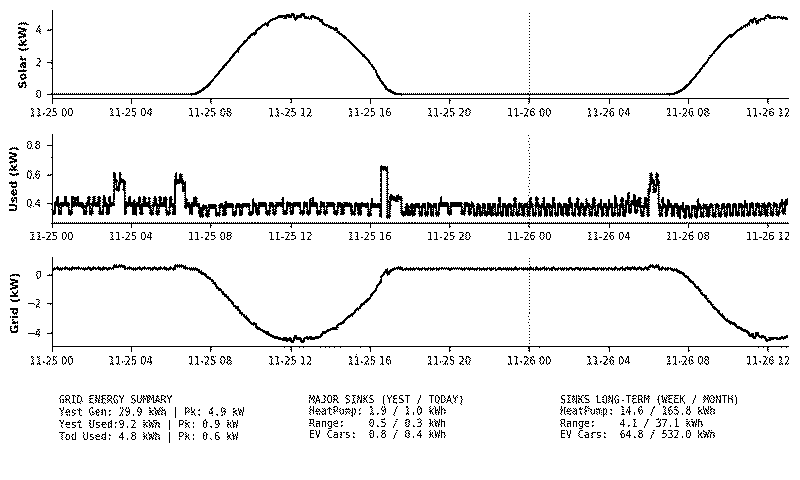 Solar (kW)
4
2
0
11-25 00 11-25 04 11-25 08 11-25 12 11-25 16 11-25 20 11-26 00 11-26 04 11-26 08 11-26 12
Used (kW)
0.8
0.6
0.4
11-25 00 11-25 04 11-25 08 11-25 12 11-25 16 11-25 20 11-26 00 11-26 04 11-26 08 11-26 12
Grid (kW)
0
−2
−4
11-25 00 11-25 04 11-25 08 11-25 12 11-25 16 11-25 20 11-26 00 11-26 04 11-26 08 11-26 12
GRID ENERGY SUMMARY
Yest Gen: 29.9 kWh | Pk: 4.9 kW
Yest Used:9.2 kWh | Pk: 0.9 kW
Tod Used: 4.8 kWh | Pk: 0.6 kW
MAJOR SINKS (YEST / TODAY)
HeatPump: 1.9 / 1.0 kWh
Range: 0.5 / 0.3 kWh
EV Cars: 0.8 / 0.4 kWh
SINKS LONG-TERM (WEEK / MONTH)
HeatPump: 14.6 / 165.8 kWh
Range: 4.1 / 37.1 kWh
EV Cars: 64.8 / 532.0 kWh